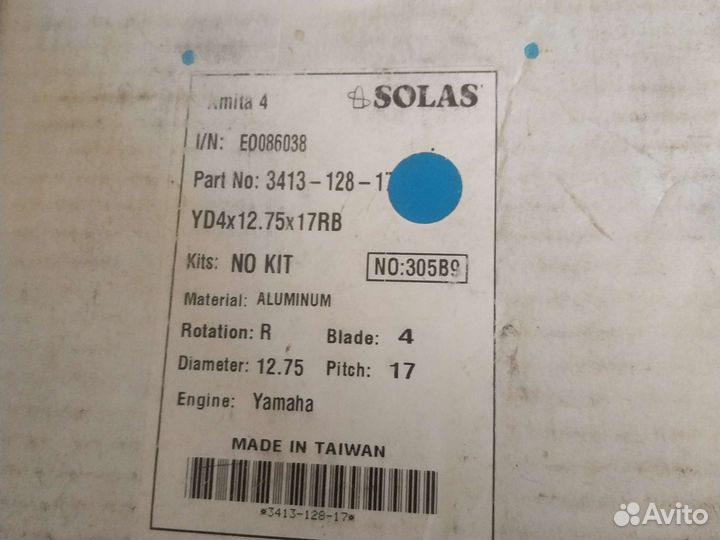 Amita 4 SOLAS
I/N: EO086038
Part No: 3413-128-17
YD4x12.75x17RB
Kits: NO KIT NO:305B9
Material: ALUMINUM
Rotation: R Blade: 4
Diameter: 12.75 Pitch: 17
Engine: Yamaha
MADE IN TAIWAN
*3413-128-17*
Avito